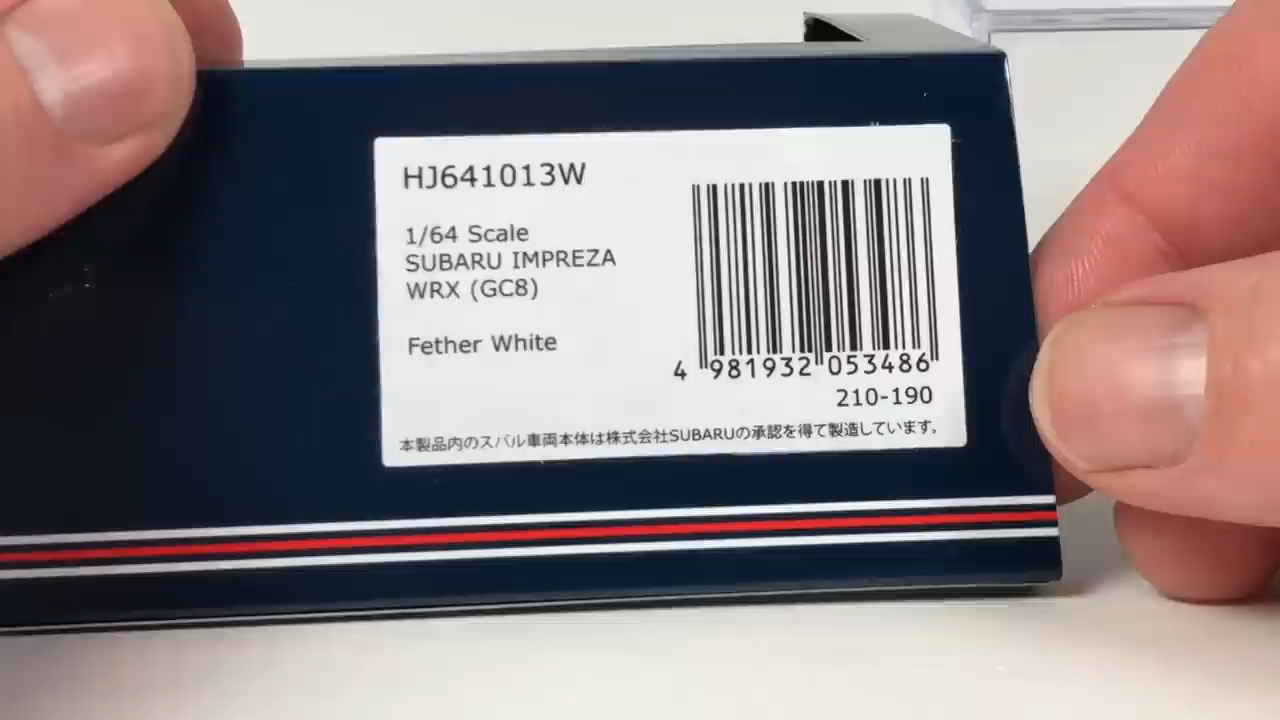 HJ641013W
1/64 Scale
SUBARU IMPREZA
WRX (GC8)
Fether White
4 981932 053486
210-190
本製品内のスバル車両本体は株式会社SUBARUの承認を得て製造しています。